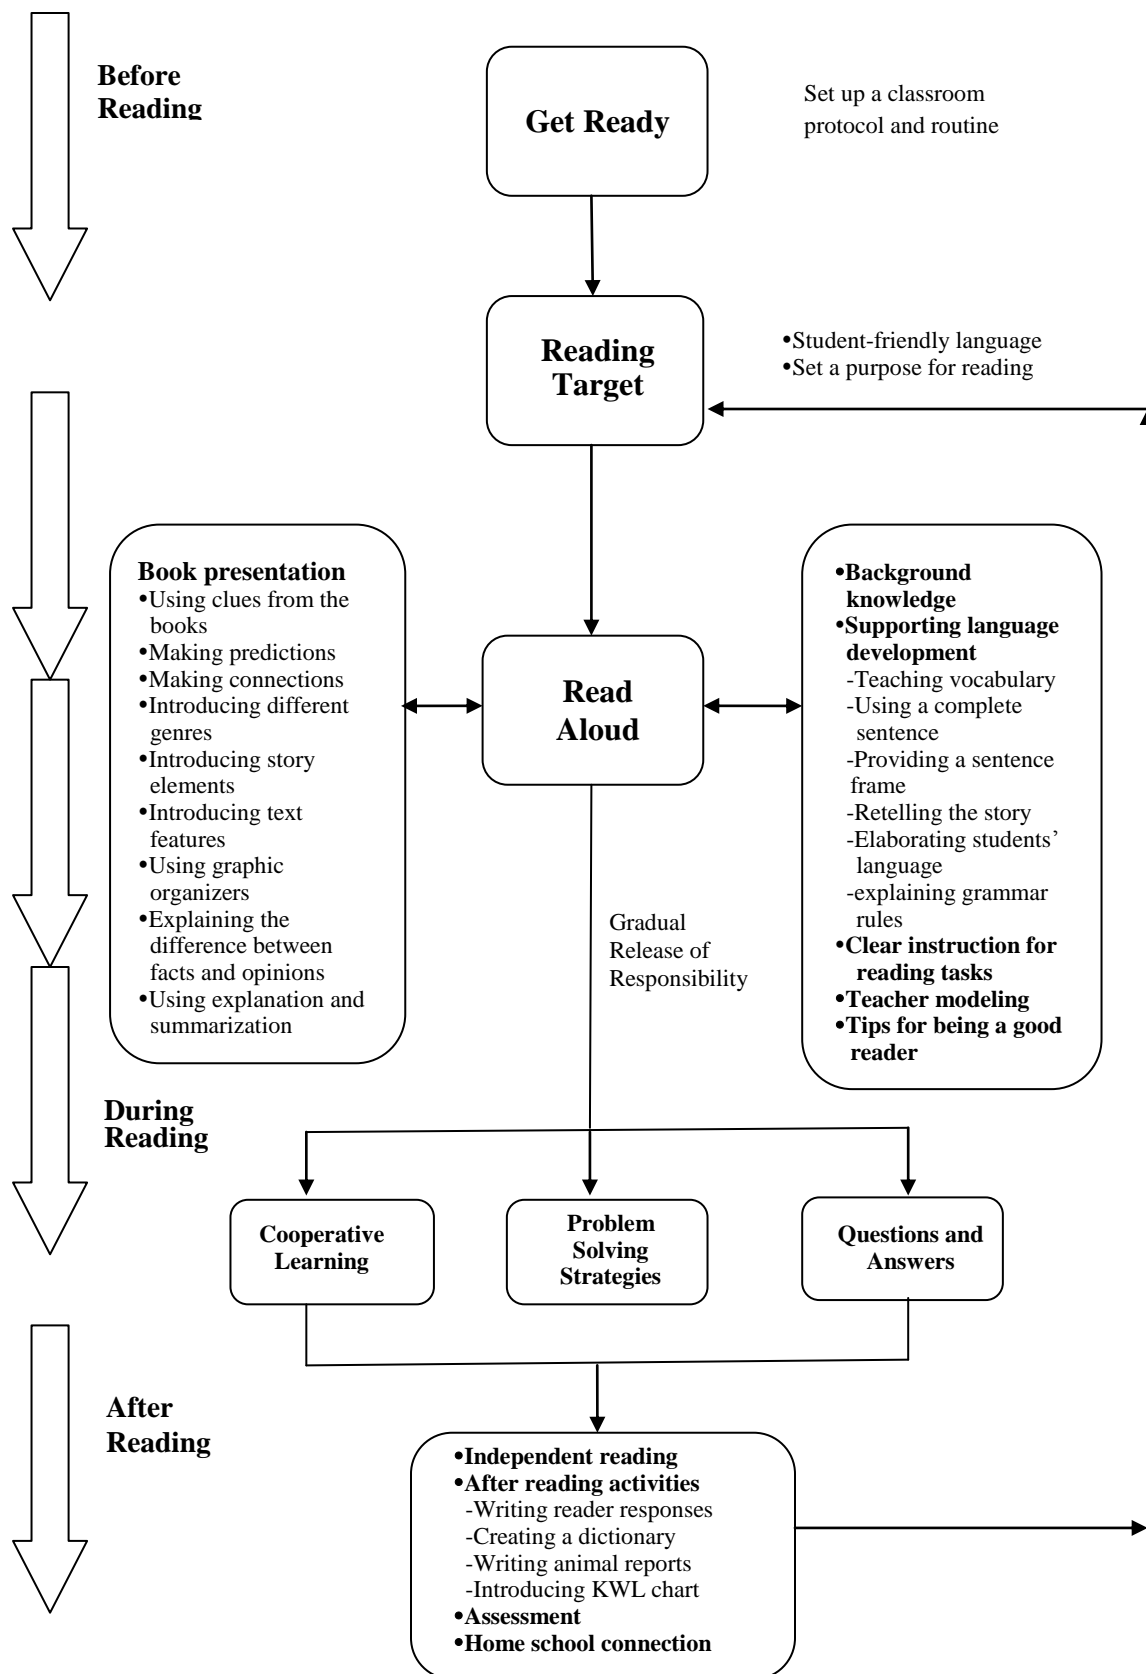 Before
Reading
Get Ready
Set up a classroom
protocol and routine
Reading
Target
•Student-friendly language
•Set a purpose for reading
Book presentation
•Using clues from the
books
•Making predictions
•Making connections
•Introducing different
genres
•Introducing story
elements
•Introducing text
features
•Using graphic
organizers
•Explaining the
difference between
facts and opinions
•Using explanation and
summarization
Read
Aloud
•Background
knowledge
•Supporting language
development
-Teaching vocabulary
-Using a complete
sentence
-Providing a sentence
frame
-Retelling the story
-Elaborating students’
language
-explaining grammar
rules
•Clear instruction for
reading tasks
•Teacher modeling
•Tips for being a good
reader
Gradual
Release of
Responsibility
During
Reading
Cooperative
Learning
Problem
Solving
Strategies
Questions and
Answers
After
Reading
•Independent reading
•After reading activities
-Writing reader responses
-Creating a dictionary
-Writing animal reports
-Introducing KWL chart
•Assessment
•Home school connection